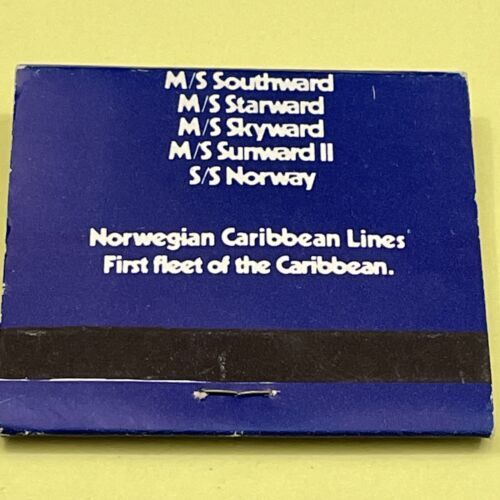 M/S Southward
M/S Starward
M/S Skyward
M/S Sunward II
S/S Norway
Norwegian Caribbean Lines
First fleet of the Caribbean.